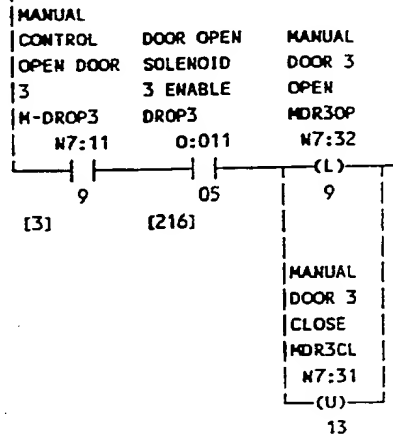 MANUAL
CONTROL DOOR OPEN MANUAL
OPEN DOOR SOLENOID DOOR 3
3 3 ENABLE OPEN
M-DROP3 DROP3 MDR3OP
N7:11 O:011 N7:32
(L)
9 05 9
[3] [216]
MANUAL
DOOR 3
CLOSE
MDR3CL
N7:31
(U)
13